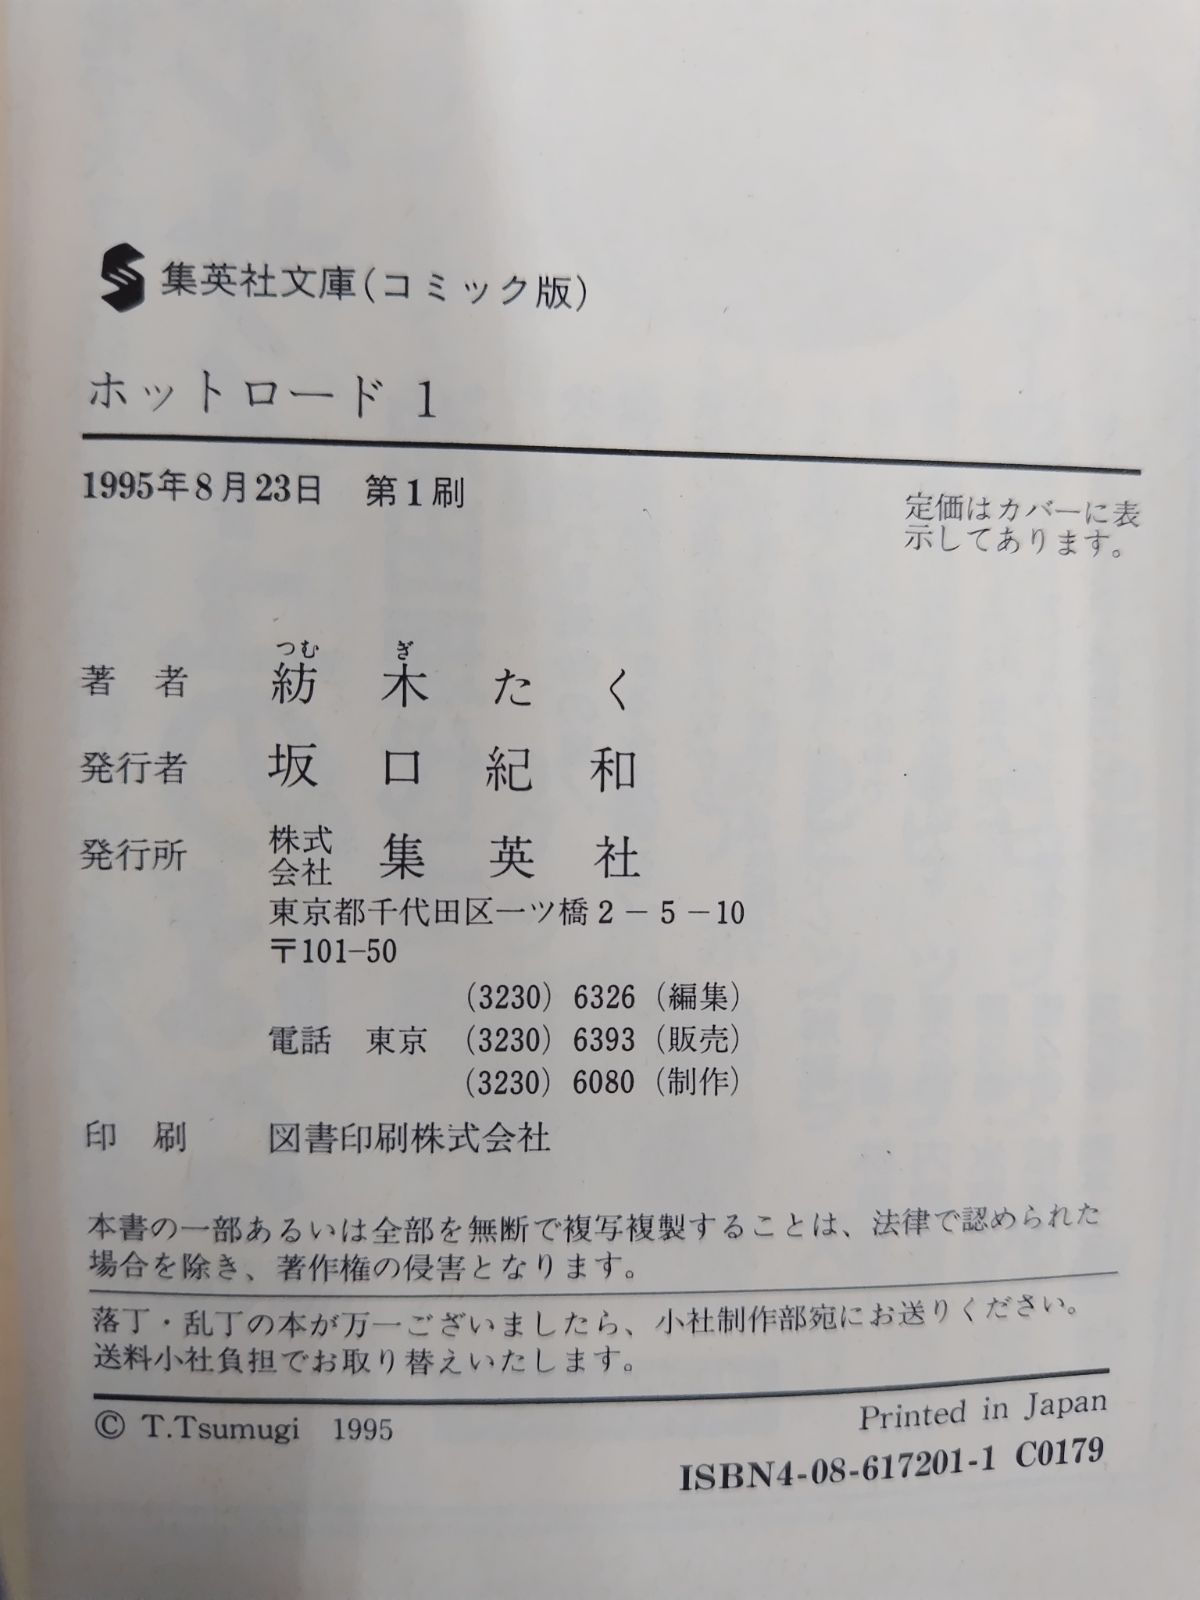 集英社文庫(コミック版)
ホットロード 1
1995年8月23日 第1刷
定価はカバーに表
示してあります。
つむ ぎ
著者 紡木たく
発行者 坂口紀和
発行所 株式会社 集英社
東京都千代田区一ツ橋2-5-10
〒101-50
(3230) 6326 (編集)
電話 東京 (3230) 6393 (販売)
(3230) 6080 (制作)
印刷 図書印刷株式会社
本書の一部あるいは全部を無断で複写複製することは、法律で認められた
場合を除き、著作権の侵害となります。
落丁・乱丁の本が万一ございましたら、小社制作部宛にお送りください。
送料小社負担でお取り替えいたします。
© T.Tsumugi 1995
Printed in Japan
ISBN4-08-617201-1 C0179